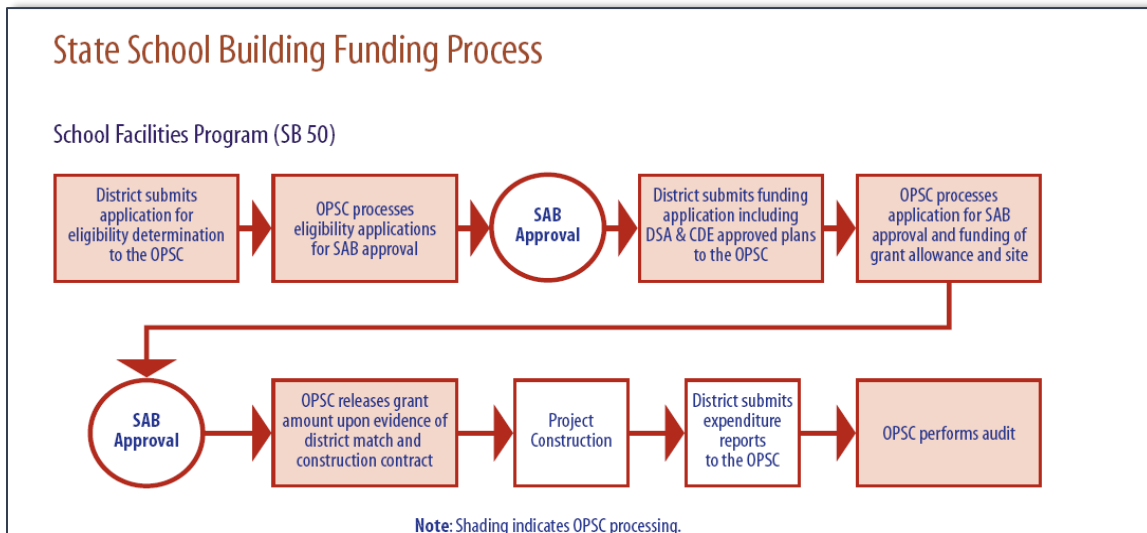 State School Building Funding Process
School Facilities Program (SB 50)
District submits
application for
eligibility determination
to the OPSC
OPSC processes
eligibility applications
for SAB approval
SAB
Approval
District submits funding
application including
DSA & CDE approved plans
to the OPSC
OPSC processes
application for SAB
approval and funding of
grant allowance and site
SAB
Approval
OPSC releases grant
amount upon evidence of
district match and
construction contract
Project
Construction
District submits
expenditure
reports
to the OPSC
OPSC performs audit
Note: Shading indicates OPSC processing.